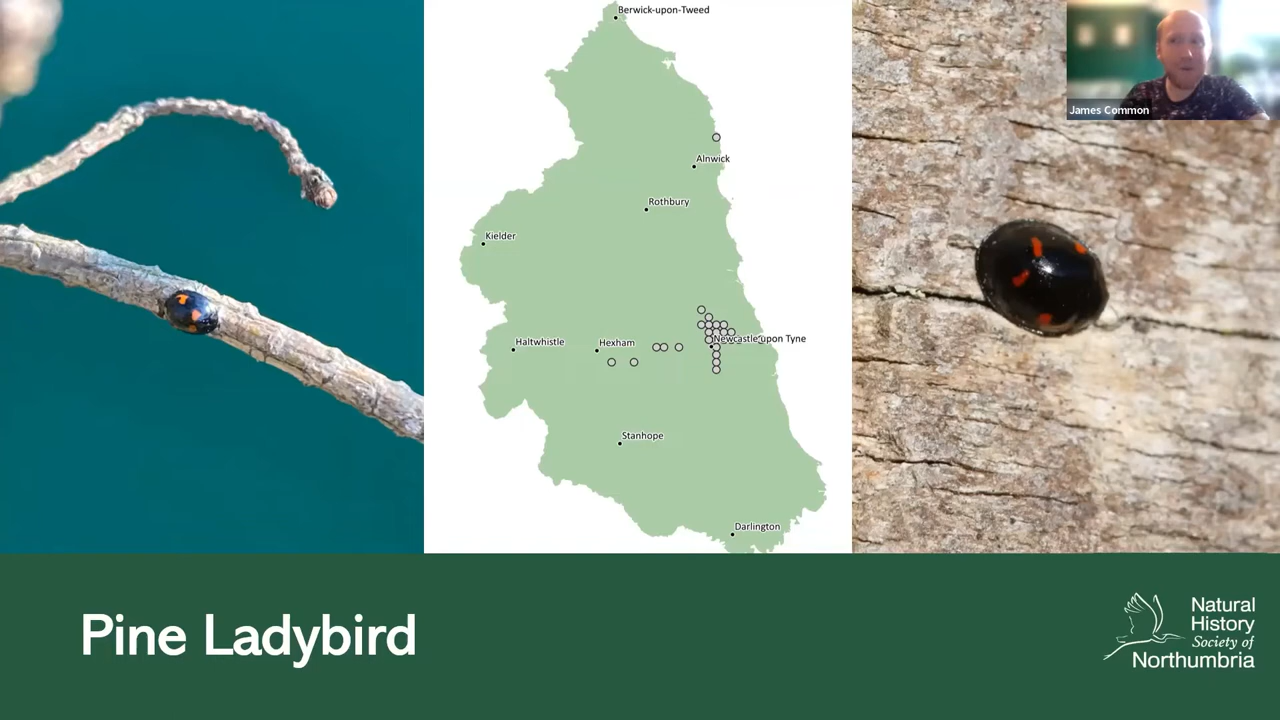 Berwick-upon-Tweed
James Common
Alnwick
Rothbury
Kielder
Newcastle upon Tyne
Haltwhistle
Hexham
Stanhope
Darlington
Pine Ladybird
Natural
History
Society of
Northumbria